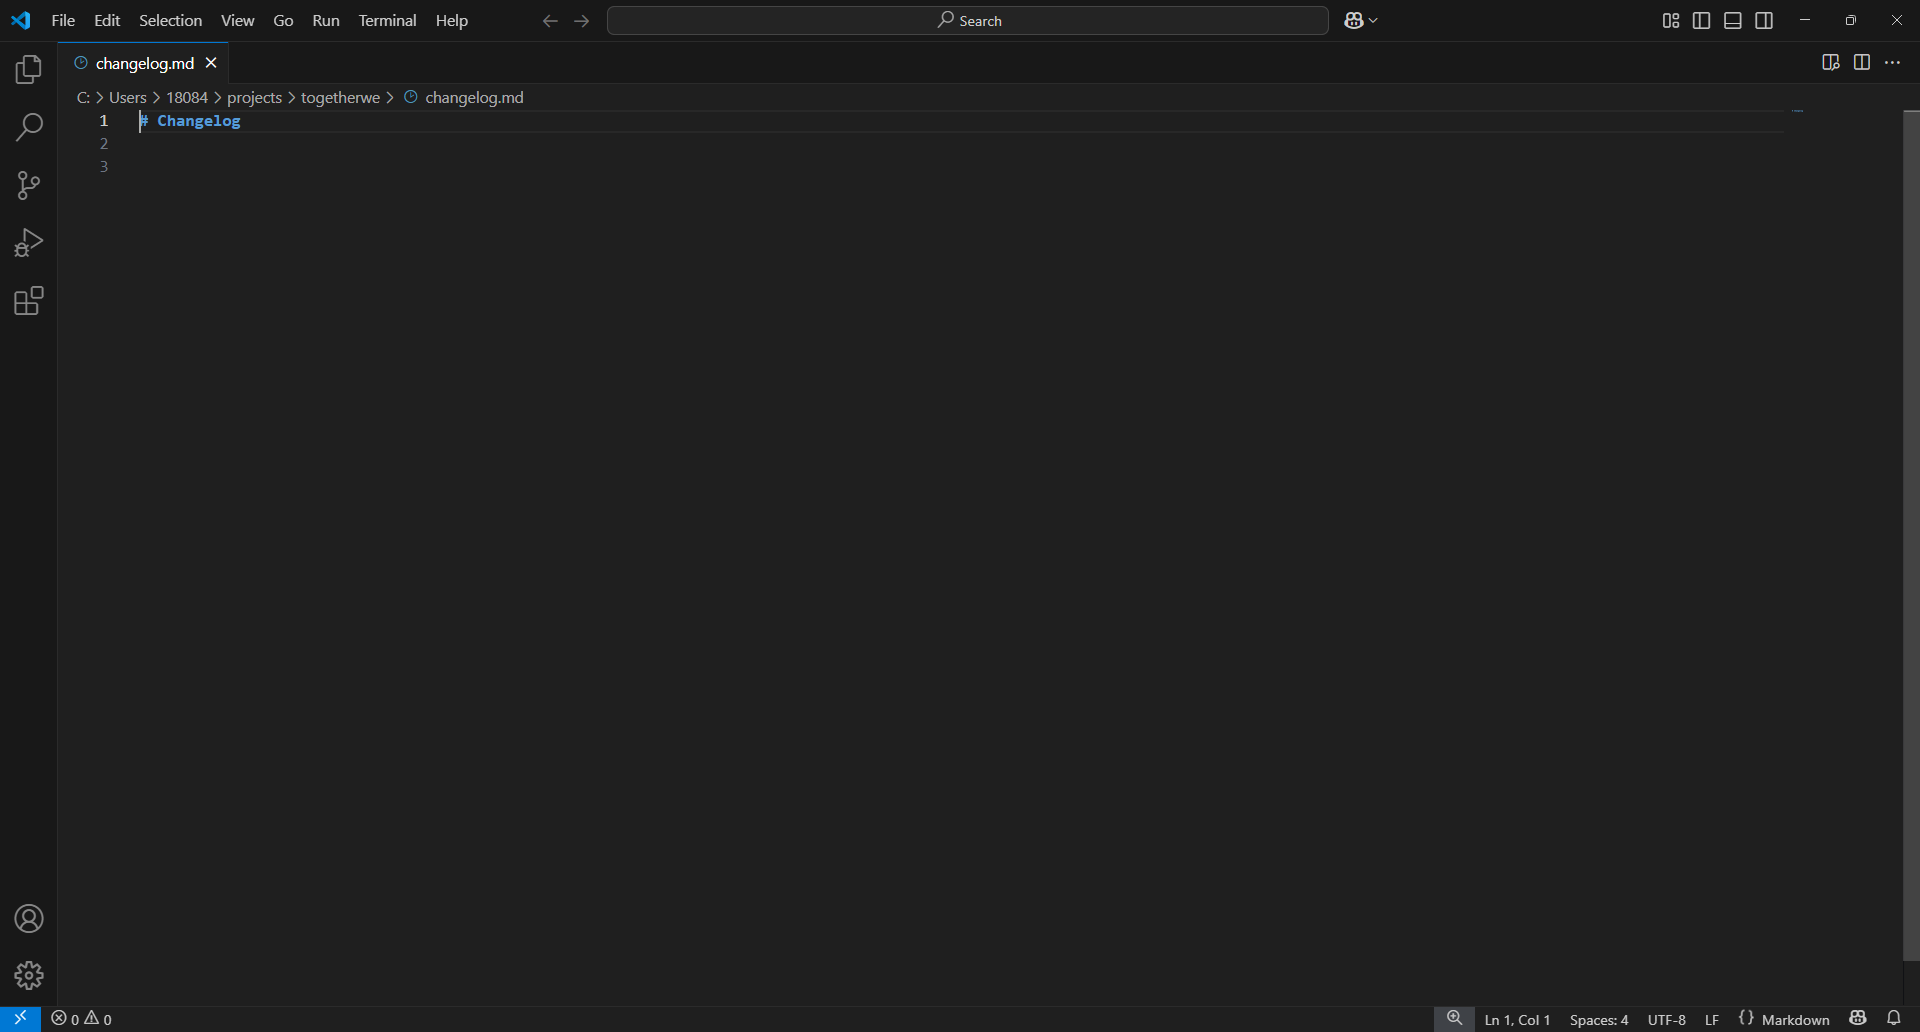 File Edit Selection View Go Run Terminal Help Search
changelog.md
C: > Users > 18084 > projects > togetherwe > changelog.md
1 # Changelog
2
3
0 0 Ln 1, Col 1 Spaces: 4 UTF-8 LF {} Markdown